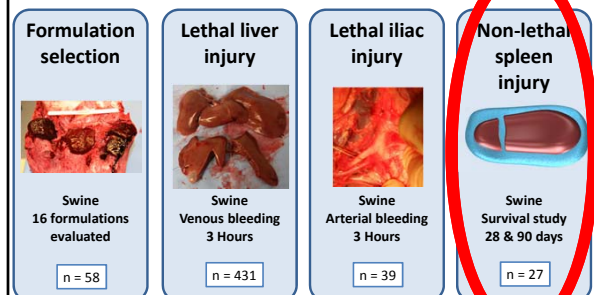 Formulation
selection
Swine
16 formulations
evaluated
n = 58
Lethal liver
injury
Swine
Venous bleeding
3 Hours
n = 431
Lethal iliac
injury
Swine
Arterial bleeding
3 Hours
n = 39
Non-lethal
spleen
injury
Swine
Survival study
28 & 90 days
n = 27